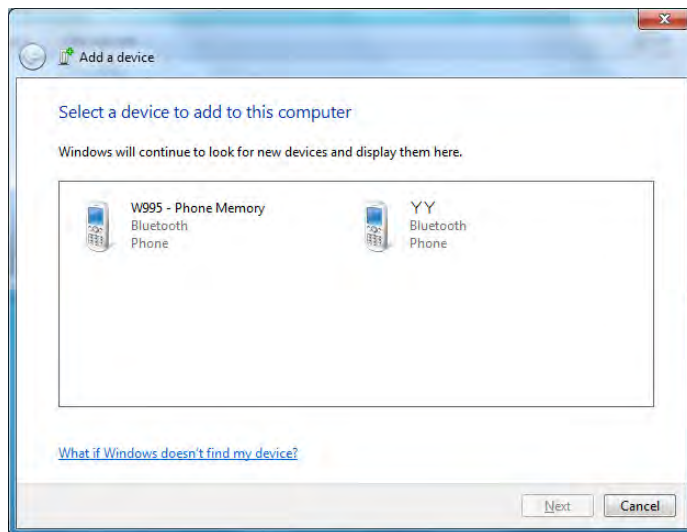 Add a device
Select a device to add to this computer
Windows will continue to look for new devices and display them here.
W995 - Phone Memory
Bluetooth
Phone
YY
Bluetooth
Phone
What if Windows doesn't find my device?
Next
Cancel